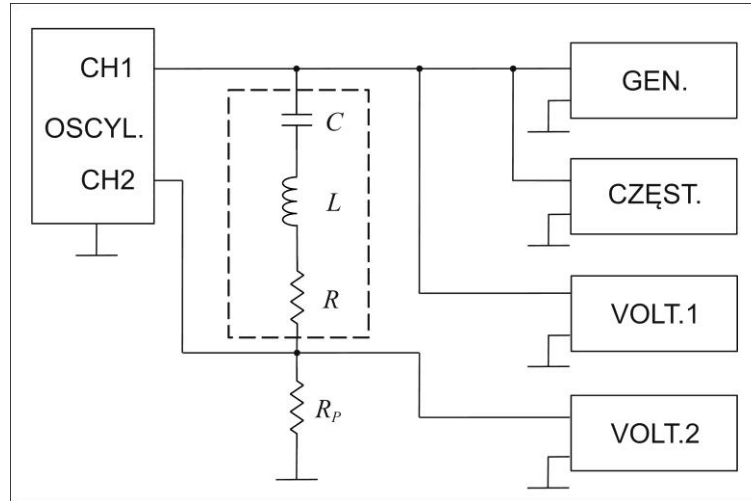 CH1
OSCYL.
CH2
C
L
R
R_P
GEN.
CZĘST.
VOLT.1
VOLT.2